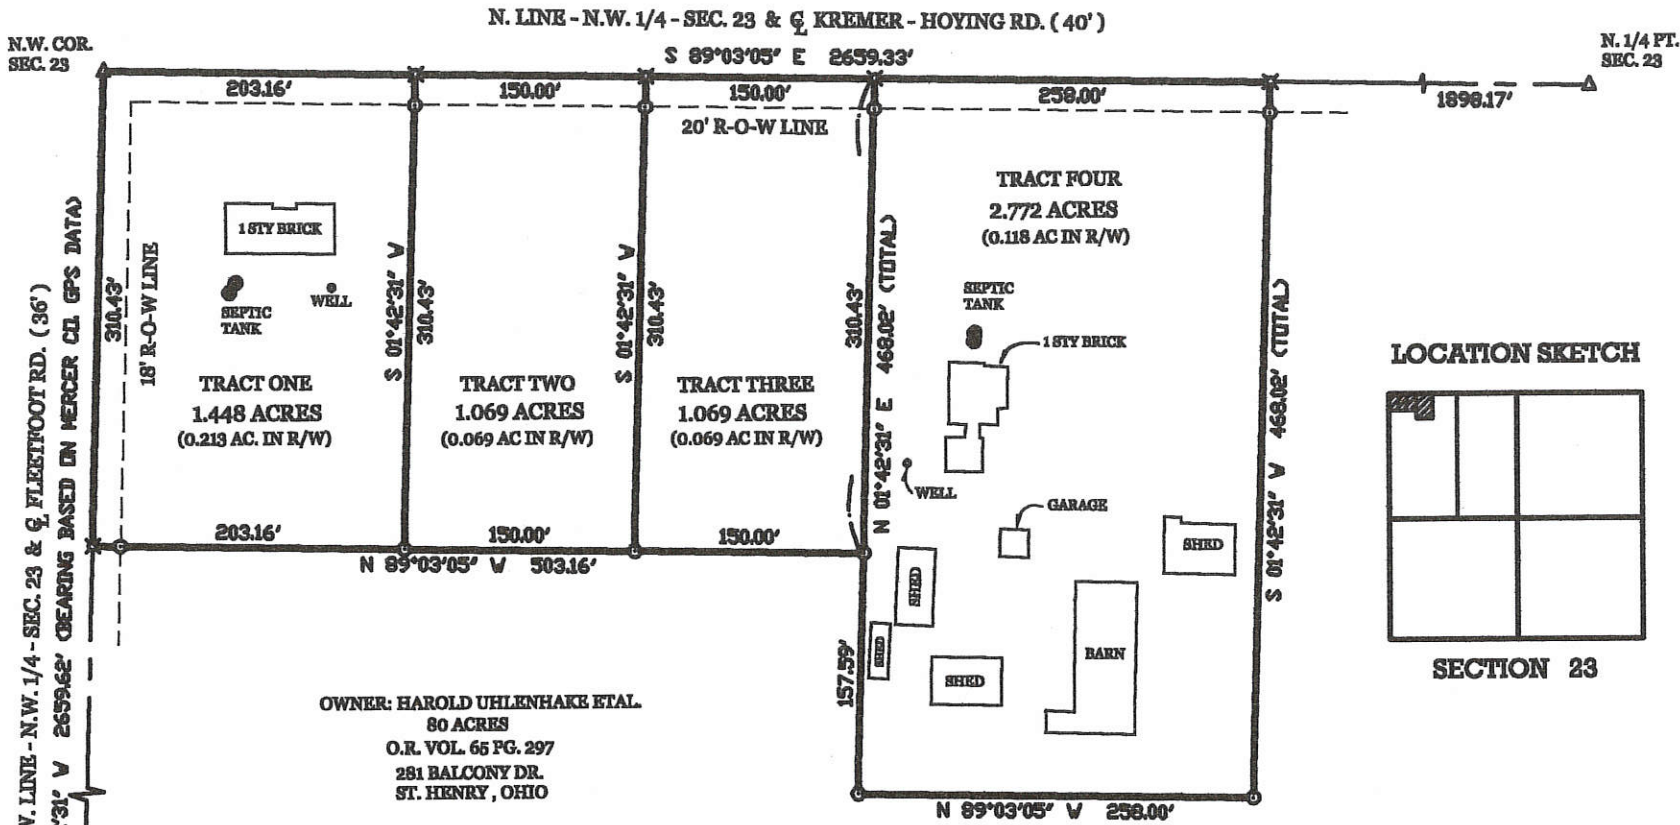 N. LINE - N.W. 1/4 - SEC. 23 & ℄ KREMER - HOYING RD. ( 40' )
N.W. COR.
SEC. 23
S 89°03'05" E 2659.33'
N. 1/4 PT.
SEC. 23
203.16'
150.00'
150.00'
258.00'
1898.17'
20' R-O-W LINE
18' R-O-W LINE
1 STY BRICK
SEPTIC
TANK
WELL
310.43'
TRACT ONE
1.448 ACRES
(0.213 AC. IN R/W)
S 01°42'31" W
310.43'
TRACT TWO
1.069 ACRES
(0.069 AC IN R/W)
S 01°42'31" W
310.43'
TRACT THREE
1.069 ACRES
(0.069 AC IN R/W)
310.43'
N 01°42'31" E 468.02' (TOTAL)
TRACT FOUR
2.772 ACRES
(0.118 AC IN R/W)
SEPTIC
TANK
1 STY BRICK
WELL
GARAGE
SHED
SHED
SHED
SHED
BARN
S 01°42'31" W 468.02' (TOTAL)
203.16'
150.00'
150.00'
N 89°03'05" W 503.16'
157.59'
N 89°03'05" W 258.00'
OWNER: HAROLD UHLENHAKE ETAL.
80 ACRES
O.R. VOL. 65 PG. 297
281 BALCONY DR.
ST. HENRY , OHIO
LINE - N.W. 1/4 - SEC. 23 & ℄ FLEETFOOT RD. ( 36' )
'31" W 2659.62' (BEARING BASED ON MERCER CO. GPS DATA)
LOCATION SKETCH
SECTION 23